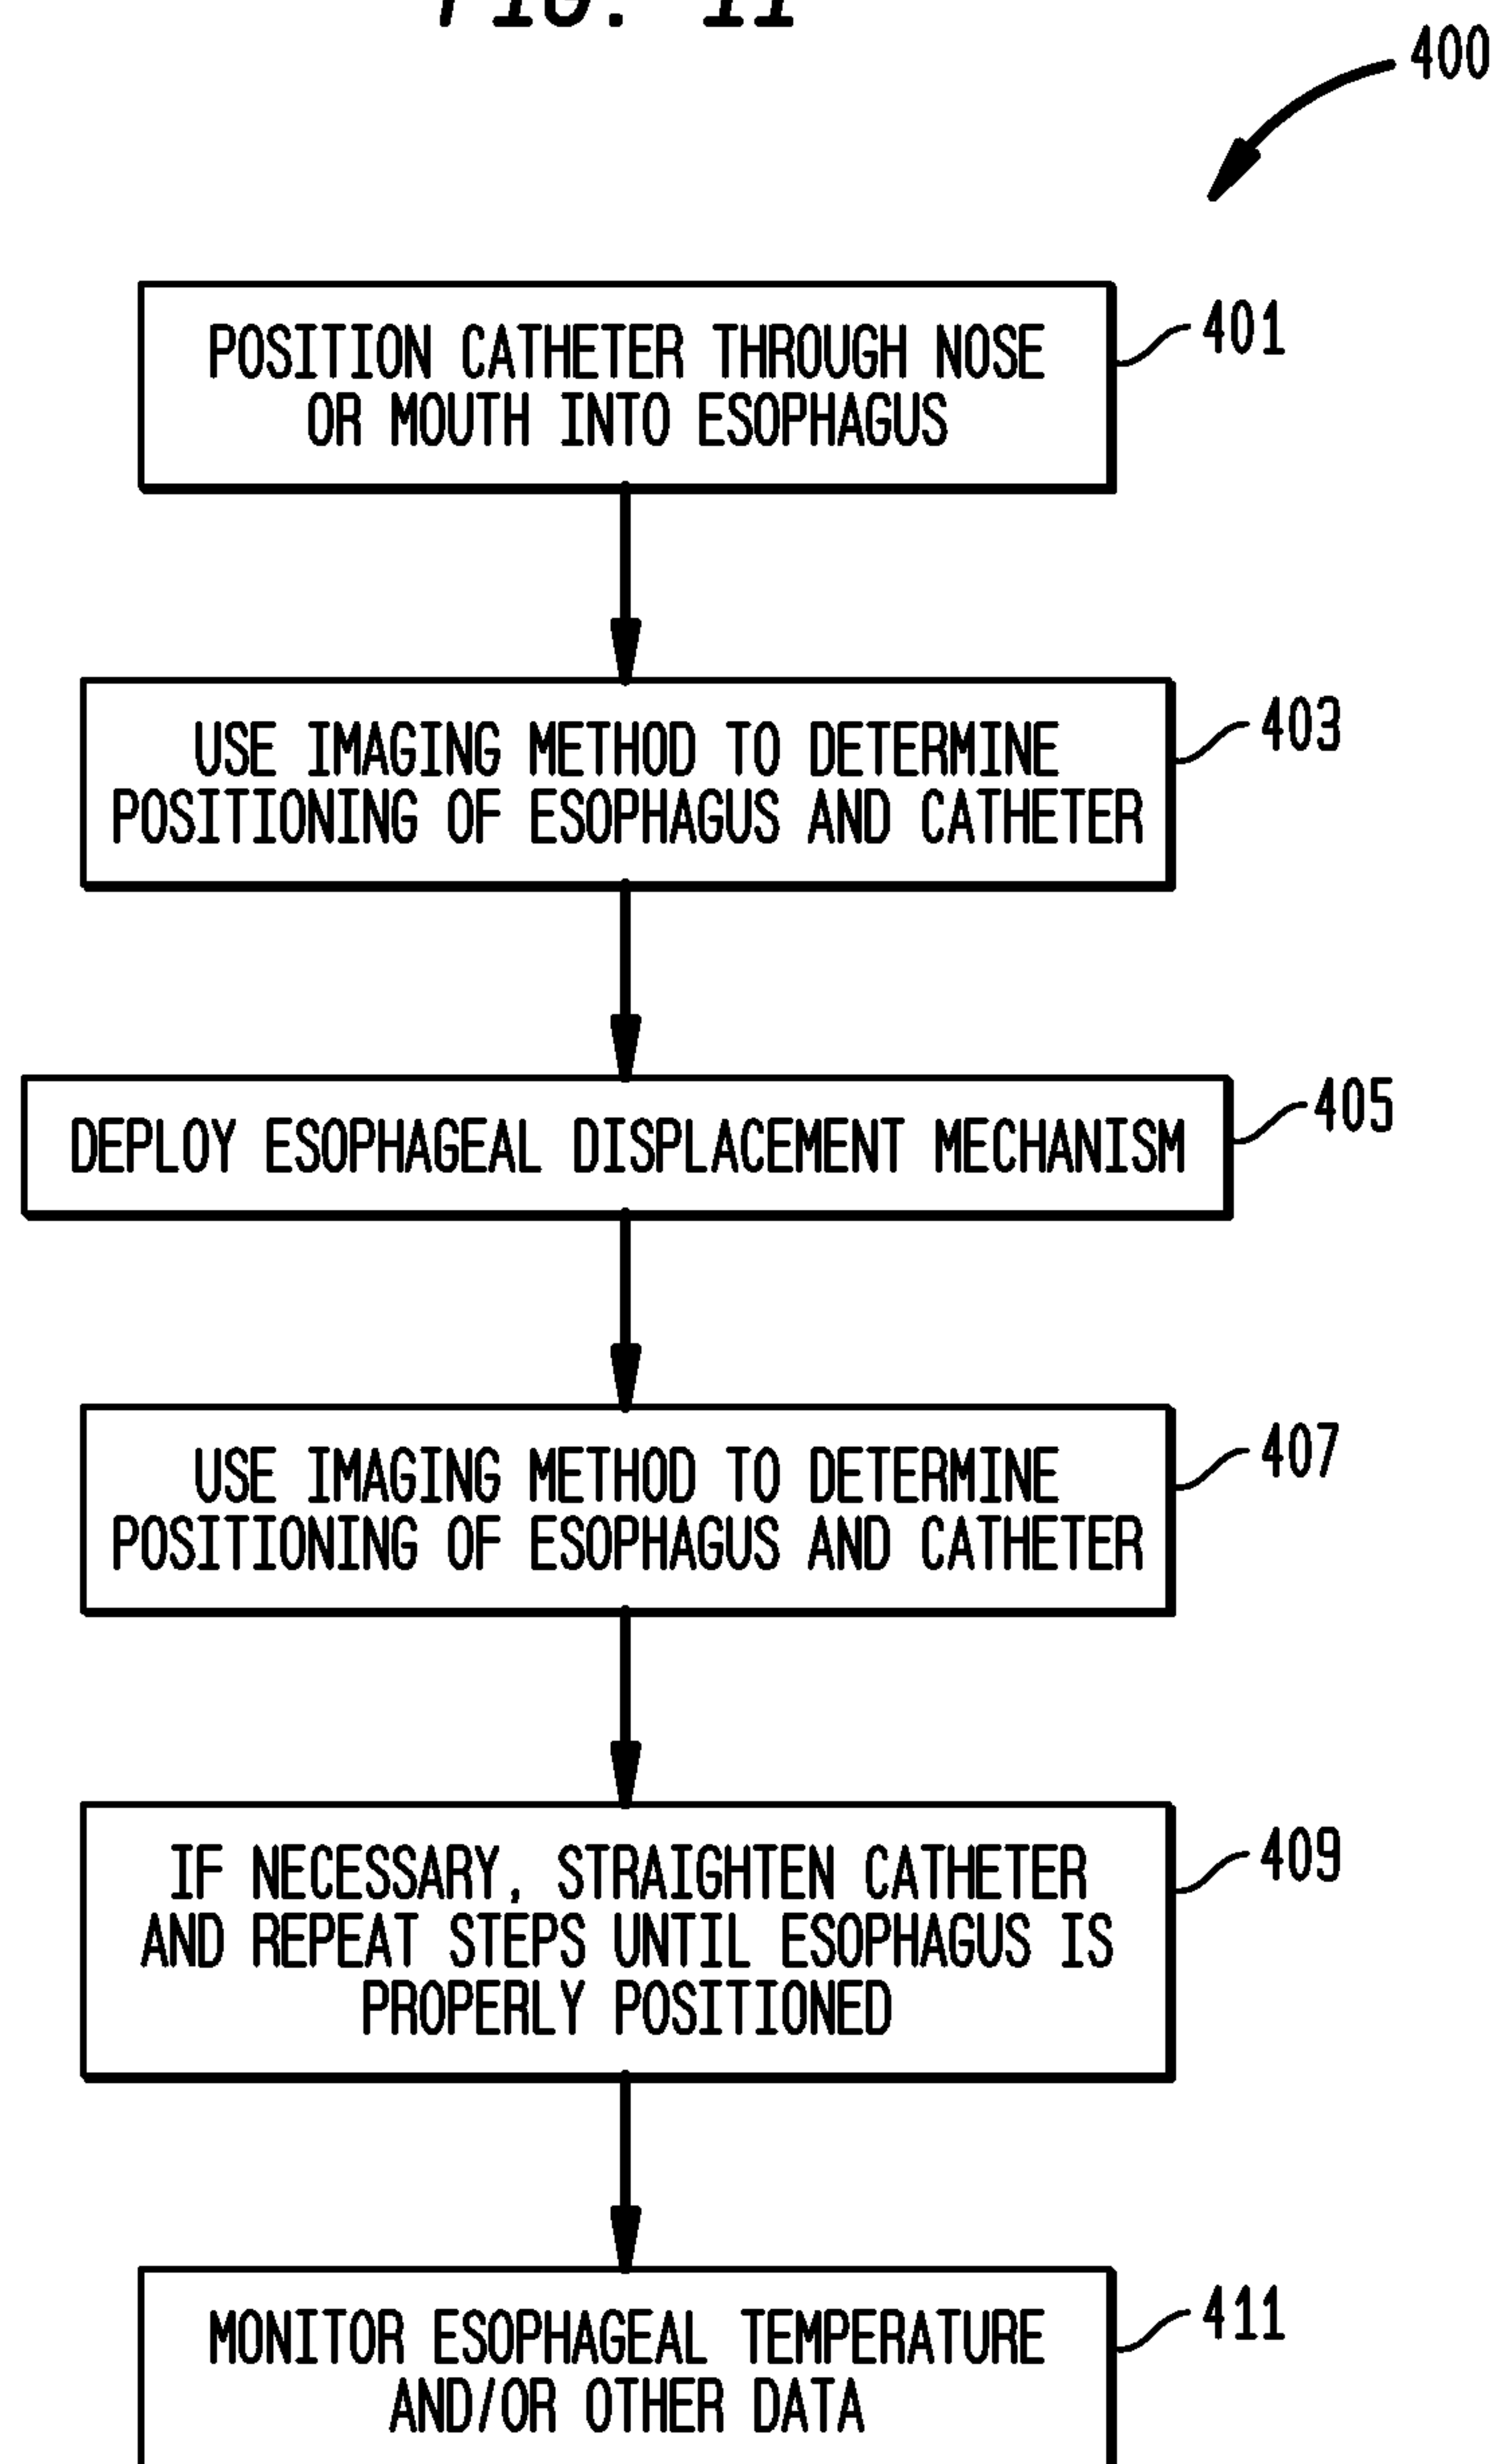 FIG. 11
400
POSITION CATHETER THROUGH NOSE
OR MOUTH INTO ESOPHAGUS
401
USE IMAGING METHOD TO DETERMINE
POSITIONING OF ESOPHAGUS AND CATHETER
403
DEPLOY ESOPHAGEAL DISPLACEMENT MECHANISM
405
USE IMAGING METHOD TO DETERMINE
POSITIONING OF ESOPHAGUS AND CATHETER
407
IF NECESSARY, STRAIGHTEN CATHETER
AND REPEAT STEPS UNTIL ESOPHAGUS IS
PROPERLY POSITIONED
409
MONITOR ESOPHAGEAL TEMPERATURE
AND/OR OTHER DATA
411